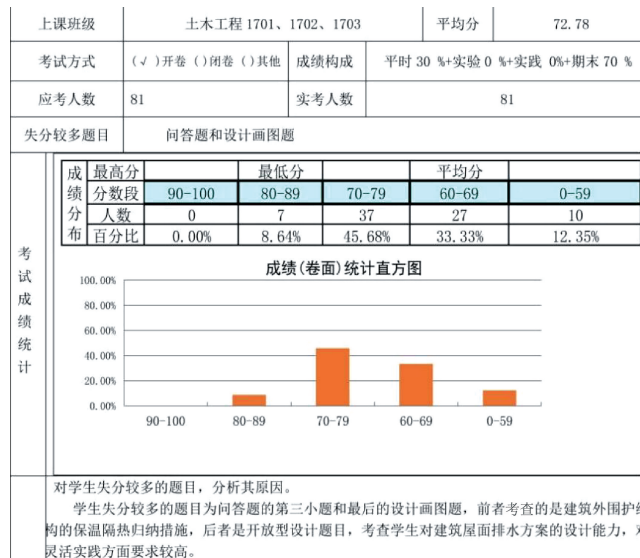 上课班级 土木工程 1701、1702、1703 平均分 72.78
考试方式 (√ )开卷 ( )闭卷 ( )其他 成绩构成 平时 30 %+实验 0 %+实践 0%+期末 70 %
应考人数 81 实考人数 81
失分较多题目 问答题和设计画图题
考试成绩统计
成绩分布
最高分 最低分 平均分
分数段 90-100 80-89 70-79 60-69 0-59
人数 0 7 37 27 10
百分比 0.00% 8.64% 45.68% 33.33% 12.35%
成绩(卷面)统计直方图
100.00%
80.00%
60.00%
40.00%
20.00%
0.00%
90-100 80-89 70-79 60-69 0-59
对学生失分较多的题目，分析其原因。
学生失分较多的题目为问答题的第三小题和最后的设计画图题，前者考查的是建筑外围护
构的保温隔热归纳措施，后者是开放型设计题目，考查学生对建筑屋面排水方案的设计能力，
灵活实践方面要求较高。